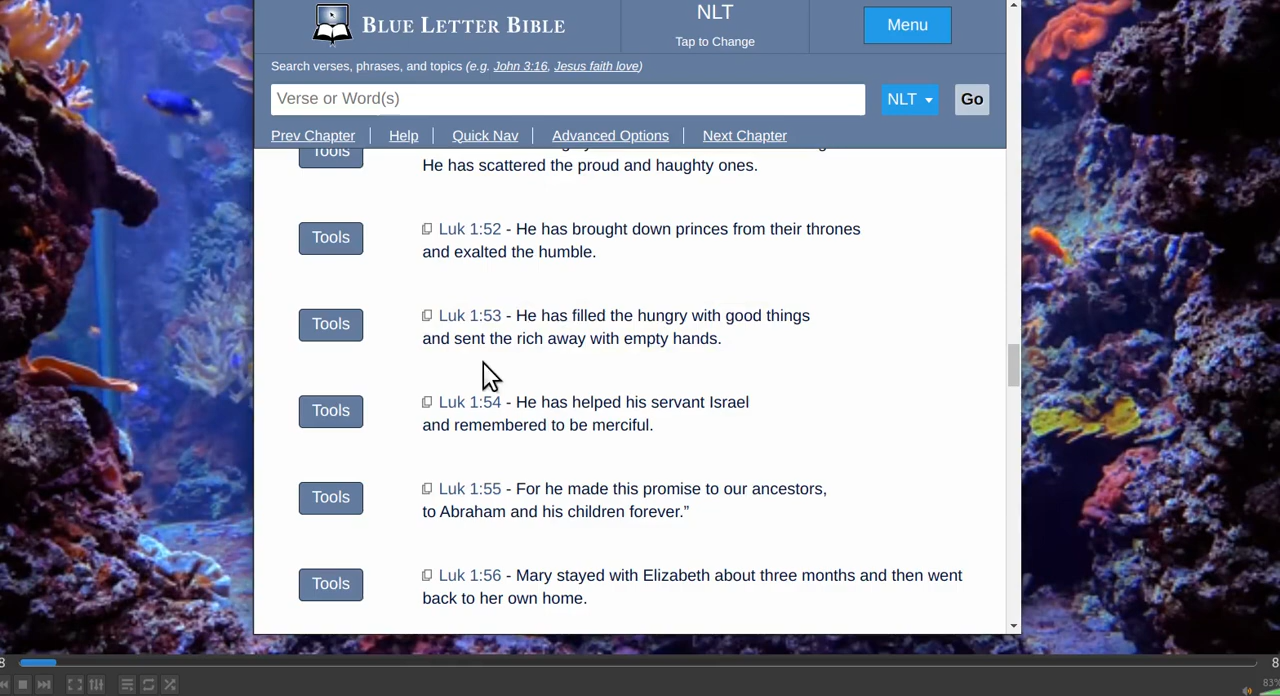 BLUE LETTER BIBLE
NLT
Tap to Change
Menu
Search verses, phrases, and topics (e.g. John 3:16, Jesus faith love)
Verse or Word(s)
NLT
Go
Prev Chapter
Help
Quick Nav
Advanced Options
Next Chapter
Tools
He has scattered the proud and haughty ones.
Tools
Luk 1:52 - He has brought down princes from their thrones
and exalted the humble.
Tools
Luk 1:53 - He has filled the hungry with good things
and sent the rich away with empty hands.
Tools
Luk 1:54 - He has helped his servant Israel
and remembered to be merciful.
Tools
Luk 1:55 - For he made this promise to our ancestors,
to Abraham and his children forever.”
Tools
Luk 1:56 - Mary stayed with Elizabeth about three months and then went
back to her own home.
8
8
83%